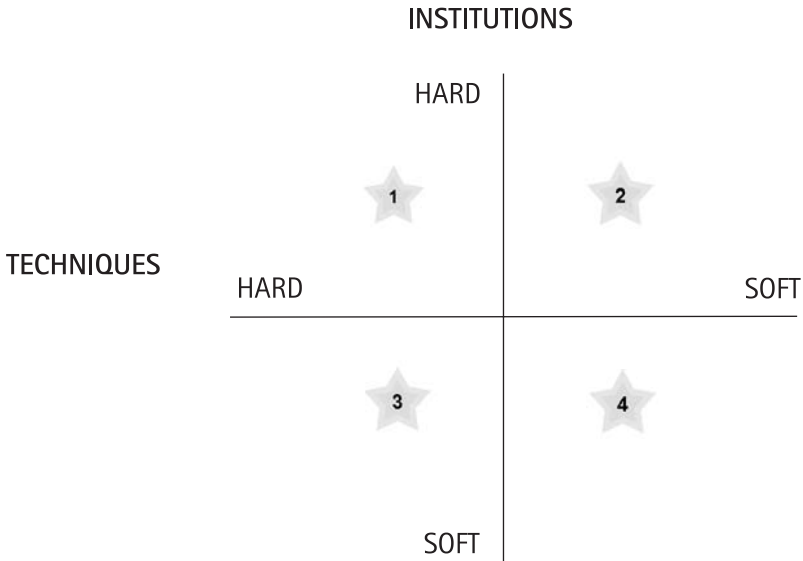 INSTITUTIONS
HARD
1
2
TECHNIQUES
HARD
SOFT
3
4
SOFT